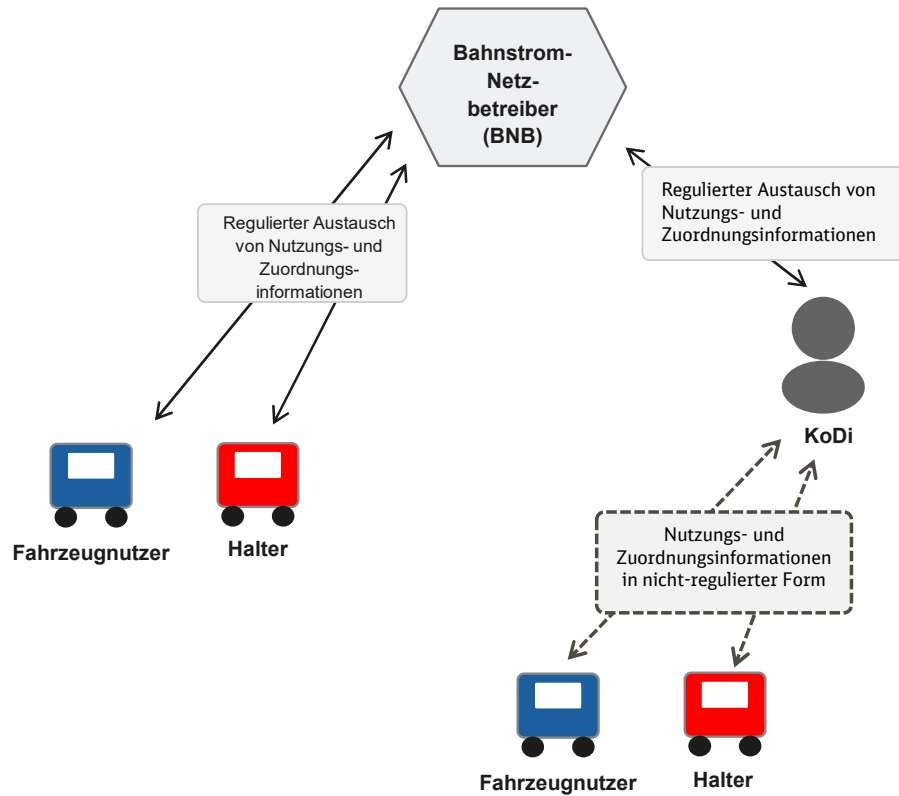 Bahnstrom-
Netz-
betreiber
(BNB)
Regulierter Austausch von
Nutzungs- und
Zuordnungsinformationen
Regulierter Austausch
von Nutzungs- und
Zuordnungs-
informationen
KoDi
Fahrzeugnutzer
Halter
Nutzungs- und
Zuordnungsinformationen
in nicht-regulierter Form
Fahrzeugnutzer
Halter